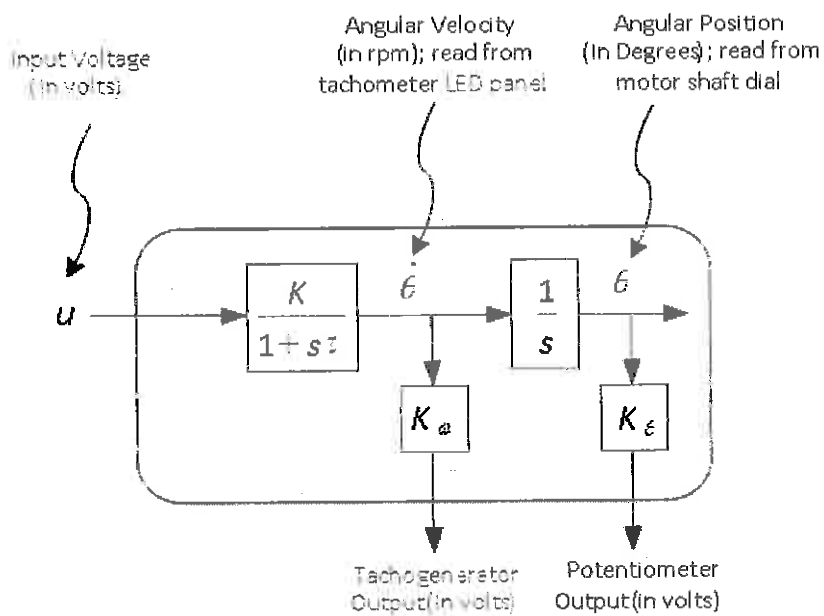 Input Voltage
(In volts)
Angular Velocity
(in rpm); read from
tachometer LED panel
Angular Position
(In Degrees); read from
motor shaft dial
u
K
1+sτ
θ̇
1
s
θ
K ω
K θ
Tachogenerator
Output(in volts)
Potentiometer
Output(in volts)